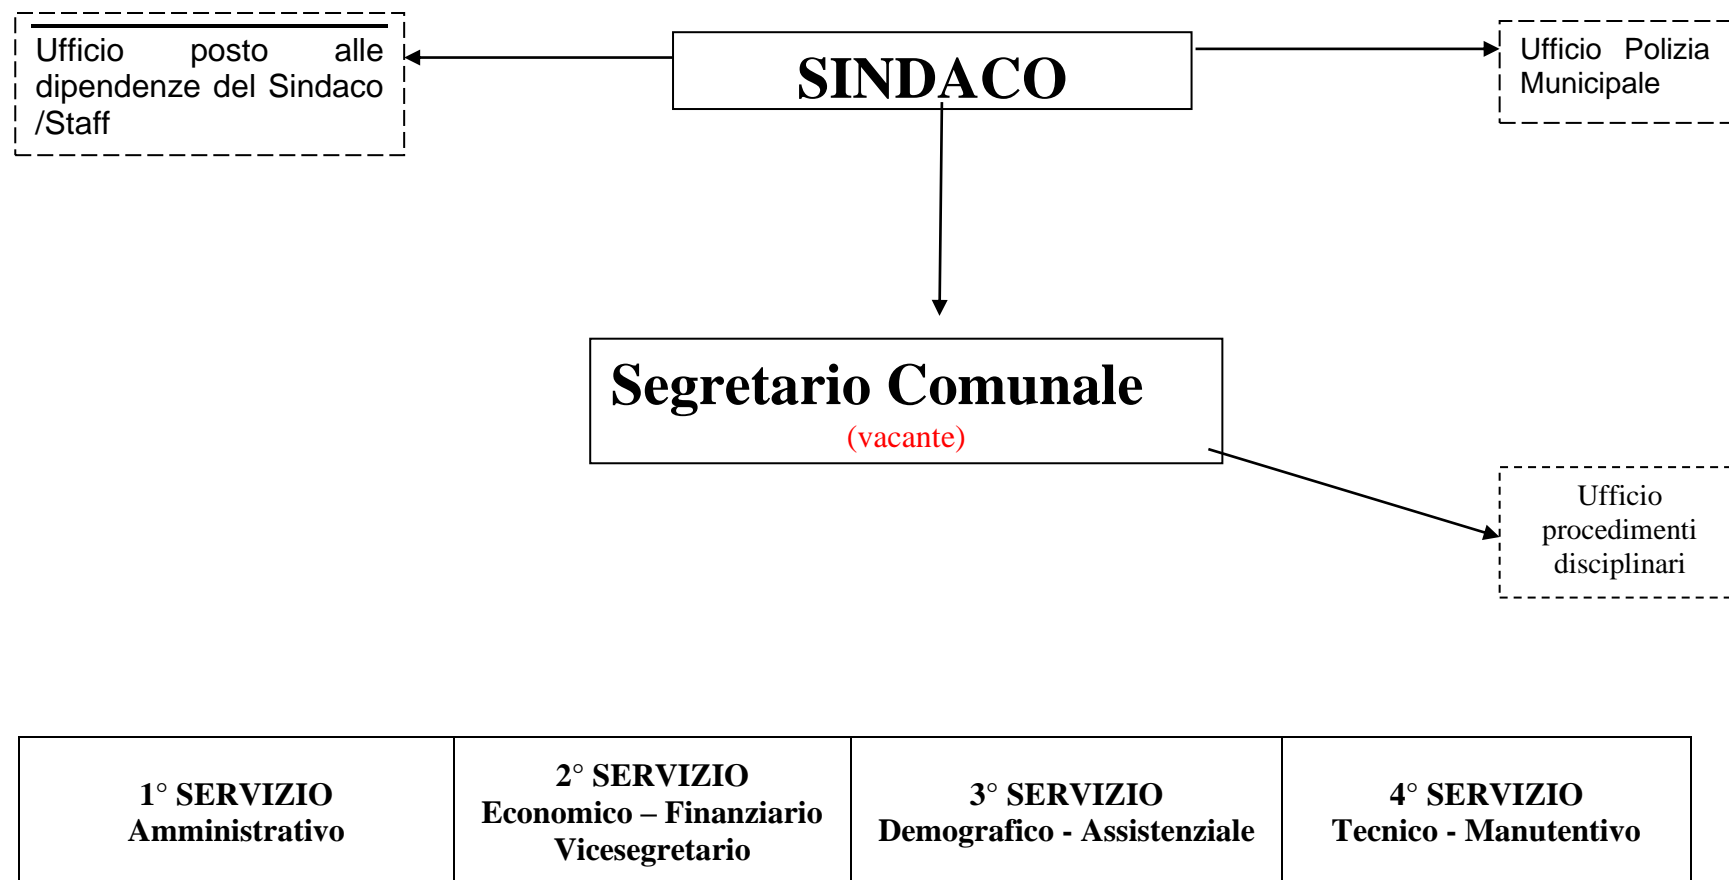 Ufficio posto alle
dipendenze del Sindaco
/Staff
SINDACO
Ufficio Polizia
Municipale
Segretario Comunale
(vacante)
Ufficio
procedimenti
disciplinari
1° SERVIZIO
Amministrativo
2° SERVIZIO
Economico – Finanziario
Vicesegretario
3° SERVIZIO
Demografico - Assistenziale
4° SERVIZIO
Tecnico - Manutentivo